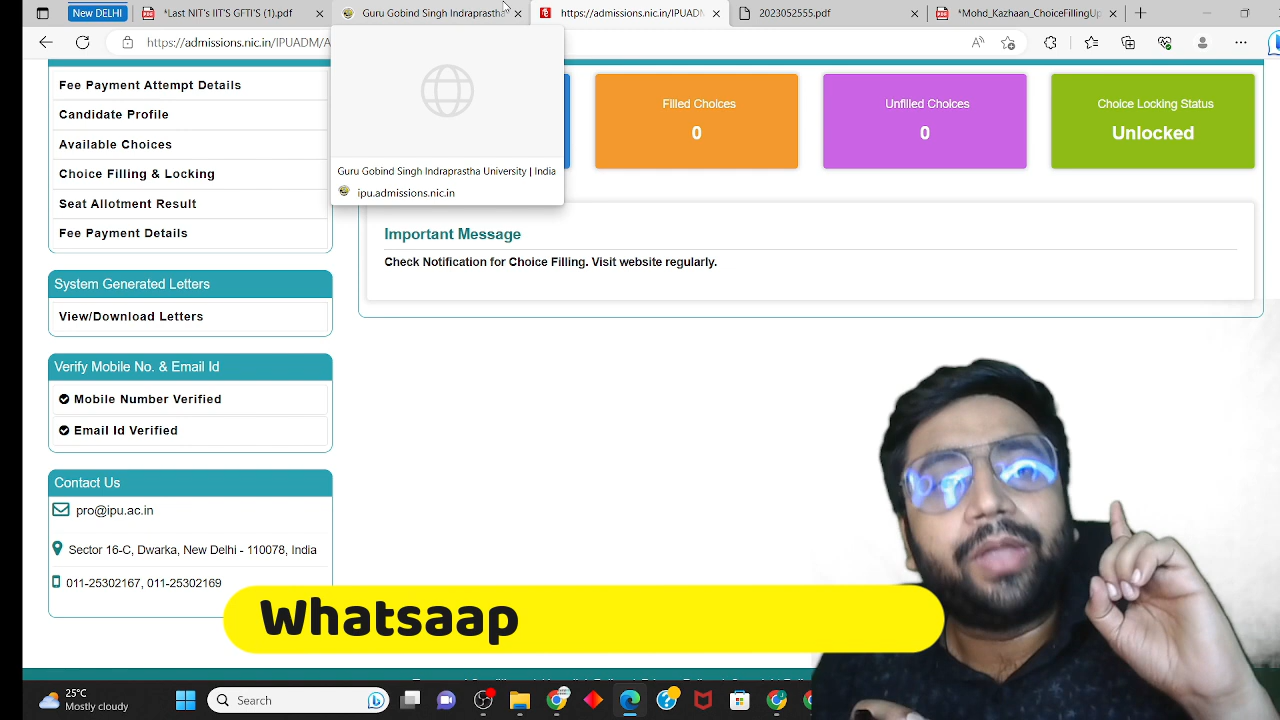 New DELHI
*Last NIT's IIT'S GFTI'S (1).pdf
Guru Gobind Singh Indraprastha
https://admissions.nic.in/IPUADM
2023052555.pdf
*Mohd_Kazhaan_ChoiceFillingUp
https://admissions.nic.in/IPUADM/A
Fee Payment Attempt Details
Candidate Profile
Available Choices
Choice Filling & Locking
Seat Allotment Result
Fee Payment Details
Guru Gobind Singh Indraprastha University | India
ipu.admissions.nic.in
Filled Choices
0
Unfilled Choices
0
Choice Locking Status
Unlocked
Important Message
Check Notification for Choice Filling. Visit website regularly.
System Generated Letters
View/Download Letters
Verify Mobile No. & Email Id
Mobile Number Verified
Email Id Verified
Contact Us
pro@ipu.ac.in
Sector 16-C, Dwarka, New Delhi - 110078, India
011-25302167, 011-25302169
Whatsaap
25°C
Mostly cloudy
Search